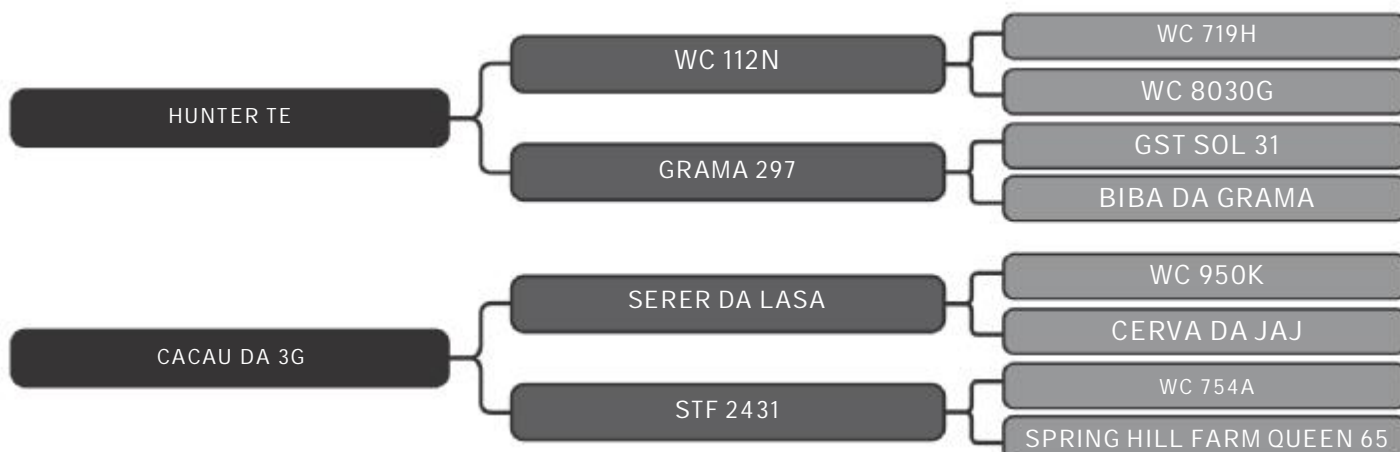 WC 719H
WC 112N
WC 8030G
HUNTER TE
GST SOL 31
GRAMA 297
BIBA DA GRAMA
WC 950K
SERER DA LASA
CERVA DA JAJ
CACAU DA 3G
WC 754A
STF 2431
SPRING HILL FARM QUEEN 65